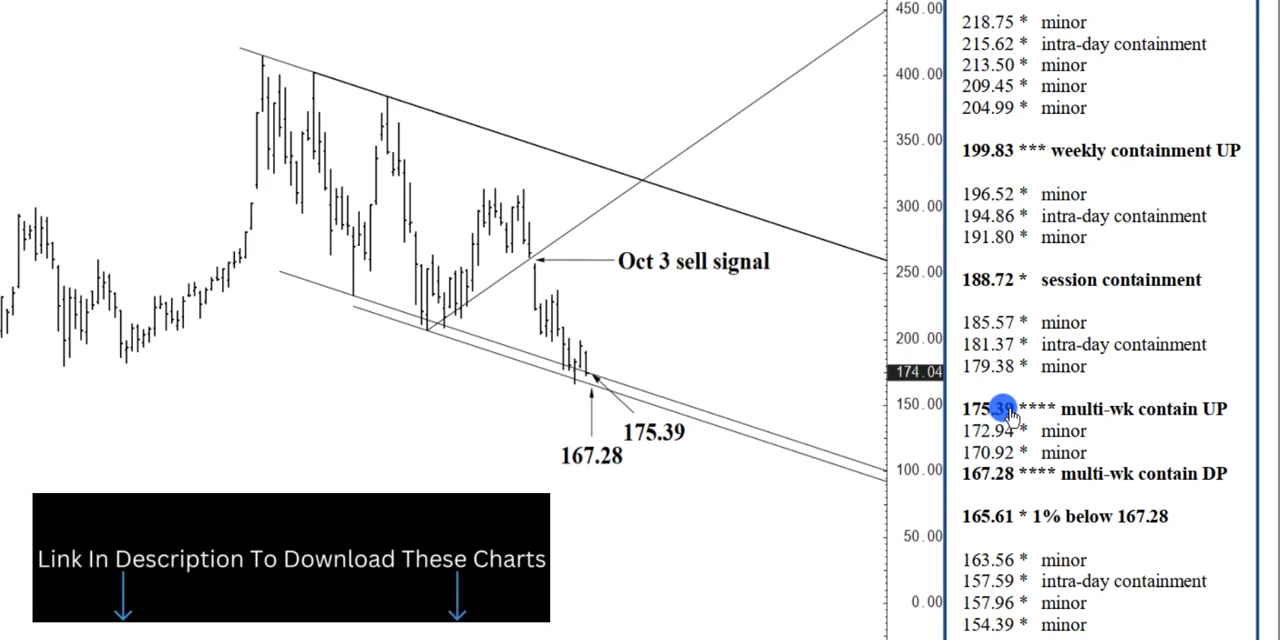 450.00
400.00
350.00
300.00
250.00
200.00
174.04
150.00
100.00
50.00
0.00
Oct 3 sell signal
175.39
167.28
Link In Description To Download These Charts
218.75 * minor
215.62 * intra-day containment
213.50 * minor
209.45 * minor
204.99 * minor
199.83 *** weekly containment UP
196.52 * minor
194.86 * intra-day containment
191.80 * minor
188.72 * session containment
185.57 * minor
181.37 * intra-day containment
179.38 * minor
175.39 **** multi-wk contain UP
172.94 * minor
170.92 * minor
167.28 **** multi-wk contain DP
165.61 * 1% below 167.28
163.56 * minor
157.59 * intra-day containment
157.96 * minor
154.39 * minor